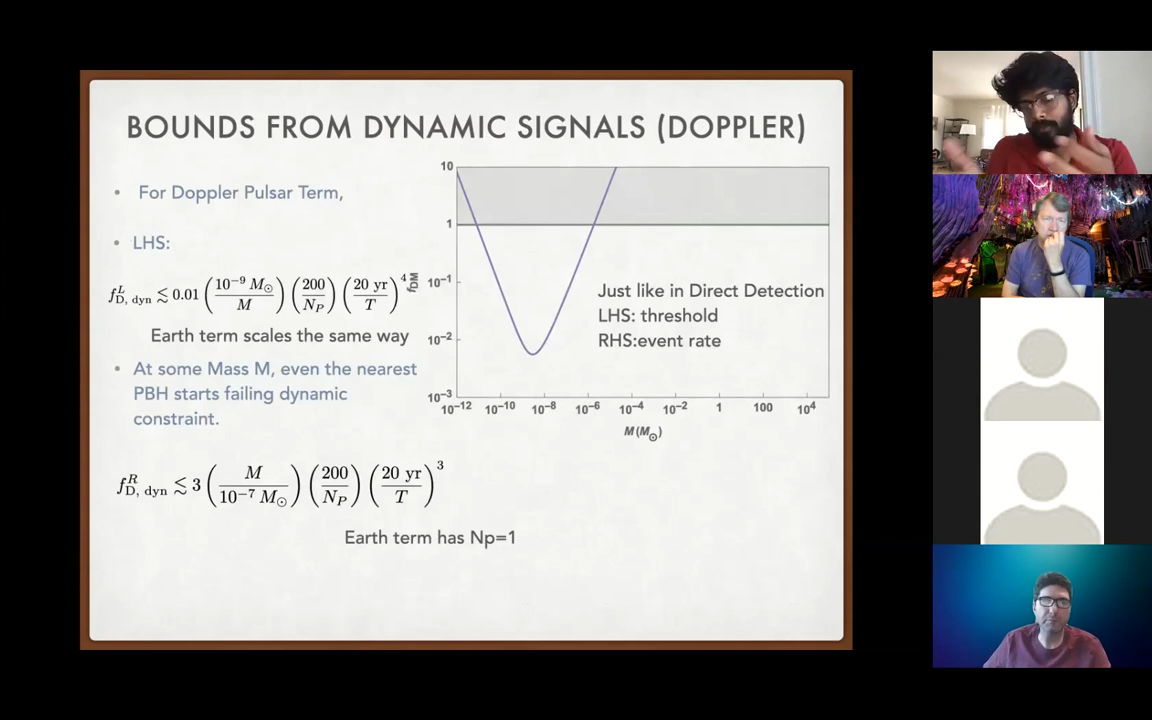 BOUNDS FROM DYNAMIC SIGNALS (DOPPLER)
• For Doppler Pulsar Term,
• LHS:
f^L_{D, dyn} ≲ 0.01 (10^{-9} M_⊙ / M) (200 / N_P) (20 yr / T)^4
Earth term scales the same way
• At some Mass M, even the nearest
PBH starts failing dynamic
constraint.
f^R_{D, dyn} ≲ 3 (M / 10^{-7} M_⊙) (200 / N_P) (20 yr / T)^3
Earth term has Np=1
f_DM
10
1
10^{-1}
10^{-2}
10^{-3}
Just like in Direct Detection
LHS: threshold
RHS:event rate
10^{-12} 10^{-10} 10^{-8} 10^{-6} 10^{-4} 10^{-2} 1 100 10^4
M(M_⊙)